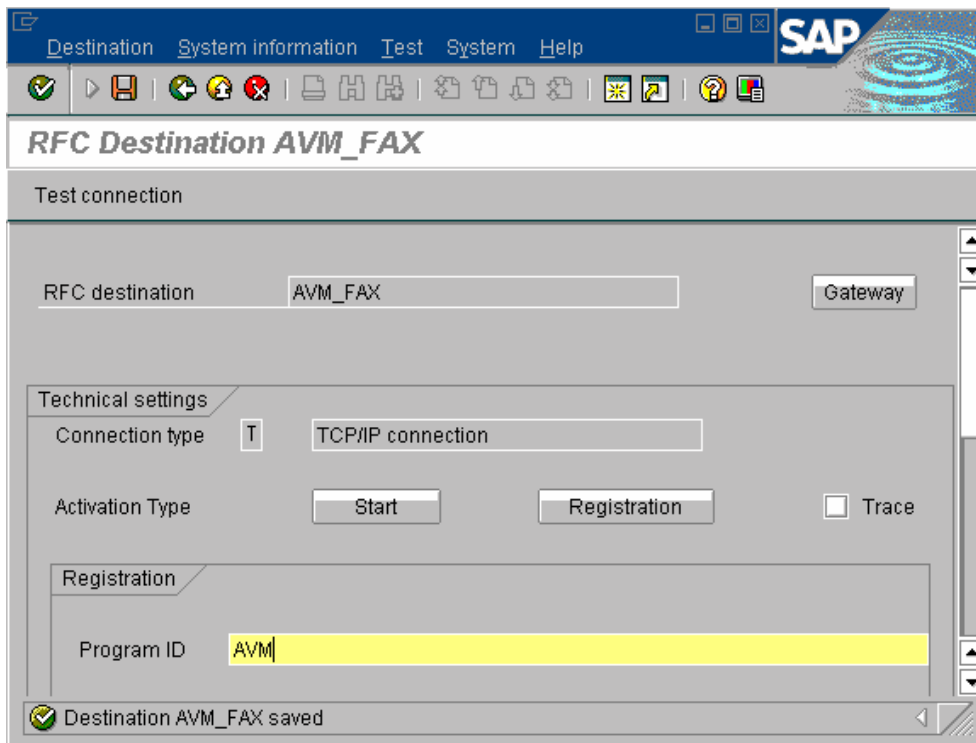 Destination System information Test System Help
SAP
RFC Destination AVM_FAX
Test connection
RFC destination AVM_FAX Gateway
Technical settings
Connection type T TCP/IP connection
Activation Type Start Registration Trace
Registration
Program ID AVM
Destination AVM_FAX saved